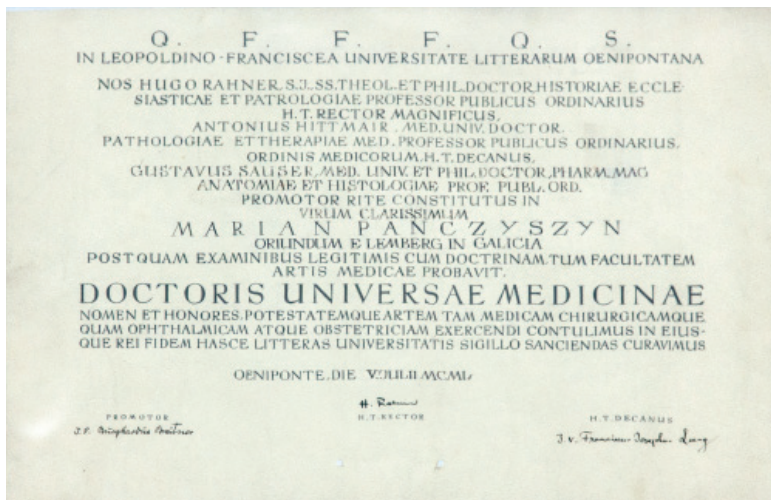 Q. F. F. F. Q. S.
IN LEOPOLDINO-FRANCISCEA UNIVERSITATE LITTERARUM OENIPONTANA
NOS HUGO RAHNER, S.J., SS. THEOL. ET PHIL. DOCTOR, HISTORIAE ECCLE-
SIASTICAE ET PATROLOGIAE PROFESSOR PUBLICUS ORDINARIUS
H.T. RECTOR MAGNIFICUS,
ANTONIUS HITTMAIR, MED. UNIV. DOCTOR,
PATHOLOGIAE ET THERAPIAE MED. PROFESSOR PUBLICUS ORDINARIUS,
ORDINIS MEDICORUM, H.T. DECANUS,
GUSTAVUS SAUSER, MED. UNIV. ET PHIL. DOCTOR, PHARM. MAG
ANATOMIAE ET HISTOLOGIAE PROF. PUBL. ORD.
PROMOTOR RITE CONSTITUTUS IN
VIRUM CLARISSIMUM
MARIAN PANCZYSZYN
ORIUNDUM E LEMBERG IN GALICIA
POSTQUAM EXAMINIBUS LEGITIMIS CUM DOCTRINAM TUM FACULTATEM
ARTIS MEDICAE PROBAVIT,
DOCTORIS UNIVERSAE MEDICINAE
NOMEN ET HONORES, POTESTATEMQUE ARTEM TAM MEDICAM CHIRURGICAMQUE
QUAM OPHTHALMICAM ATQUE OBSTETRICIAM EXERCENDI CONTULIMUS IN EIUS-
QUE REI FIDEM HASCE LITTERAS UNIVERSITATIS SIGILLO SANCIENDAS CURAVIMUS
OENIPONTE, DIE V. JULII MCML
H. Rahner
PROMOTOR
H.T. RECTOR
H.T. DECANUS